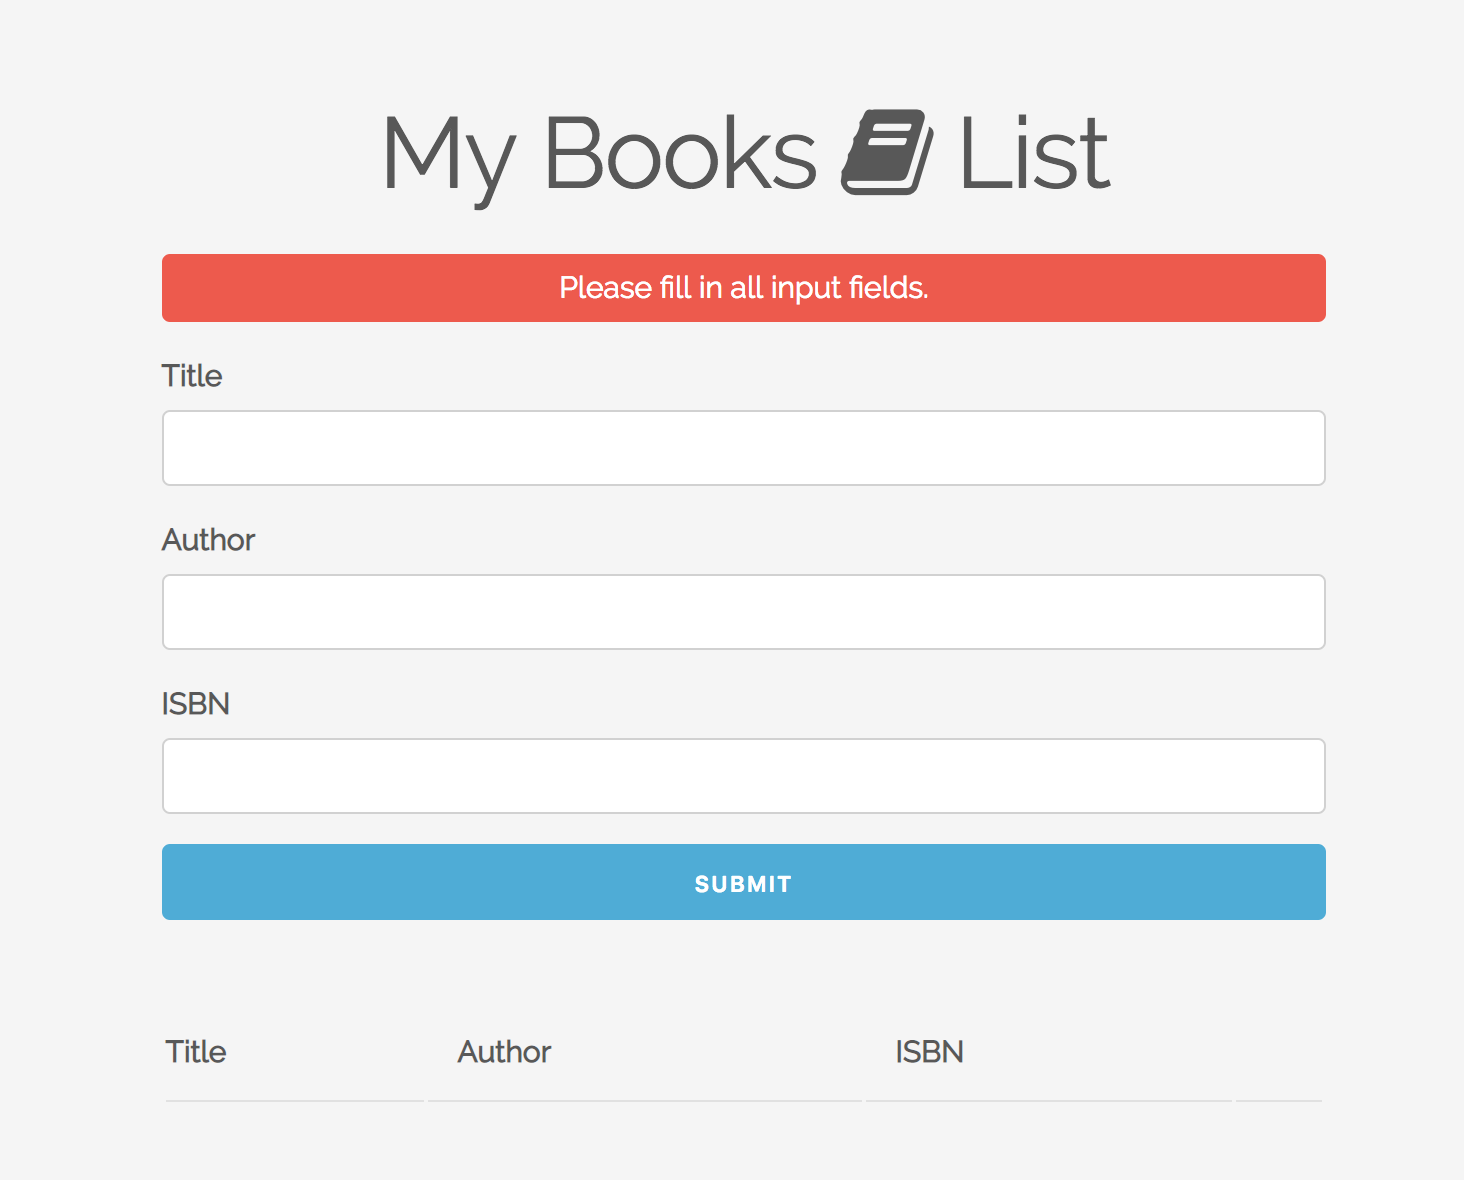 My Books List
Please fill in all input fields.
Title
Author
ISBN
SUBMIT
Title Author ISBN